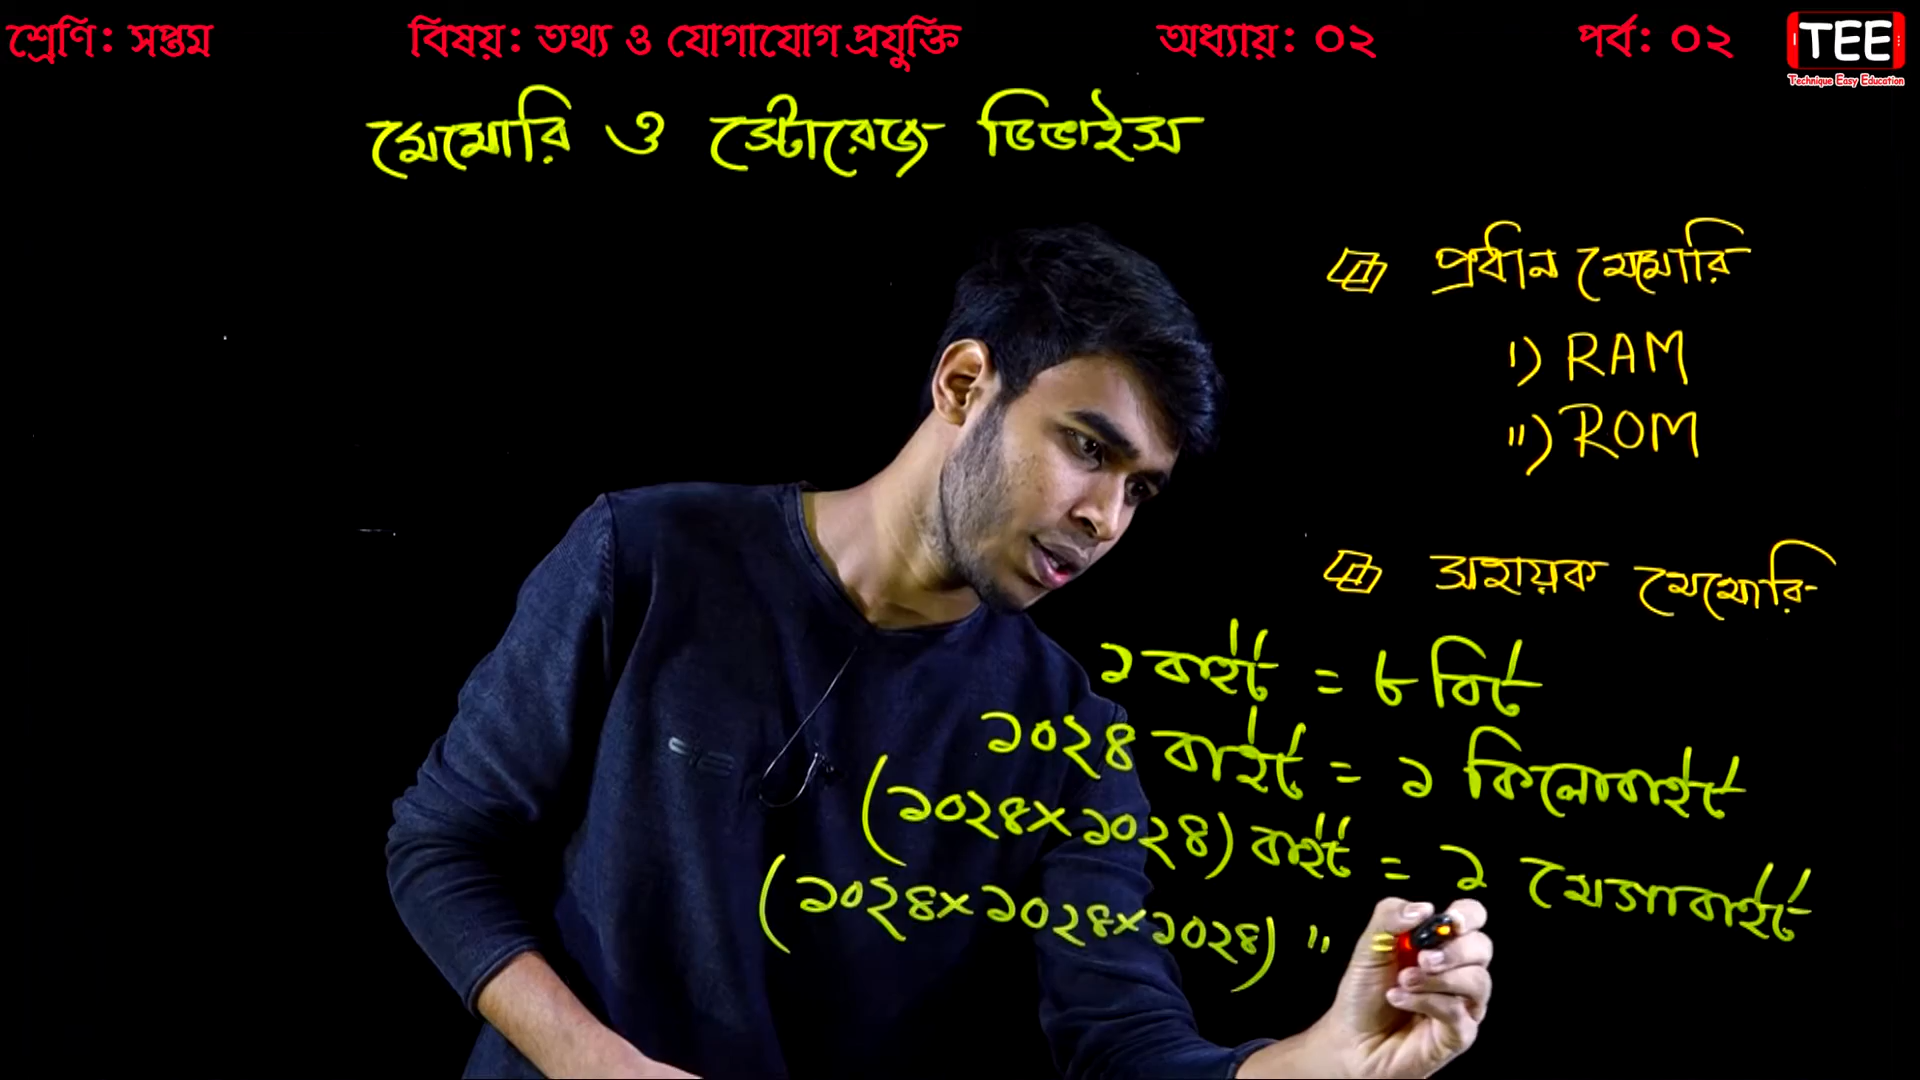 শ্রেণি: সপ্তম বিষয়: তথ্য ও যোগাযোগ প্রযুক্তি অধ্যায়: ০২ পর্ব: ০২
TEE
Technique Easy Education
মেমোরি ও স্টোরেজ ডিভাইস
প্রধান মেমোরি
i) RAM
ii) ROM
সহায়ক মেমোরি
১ বাইট = ৮ বিট
১০২৪ বাইট = ১ কিলোবাইট
(১০২৪×১০২৪) বাইট = ১ মেগাবাইট
(১০২৪×১০২৪×১০২৪) " =